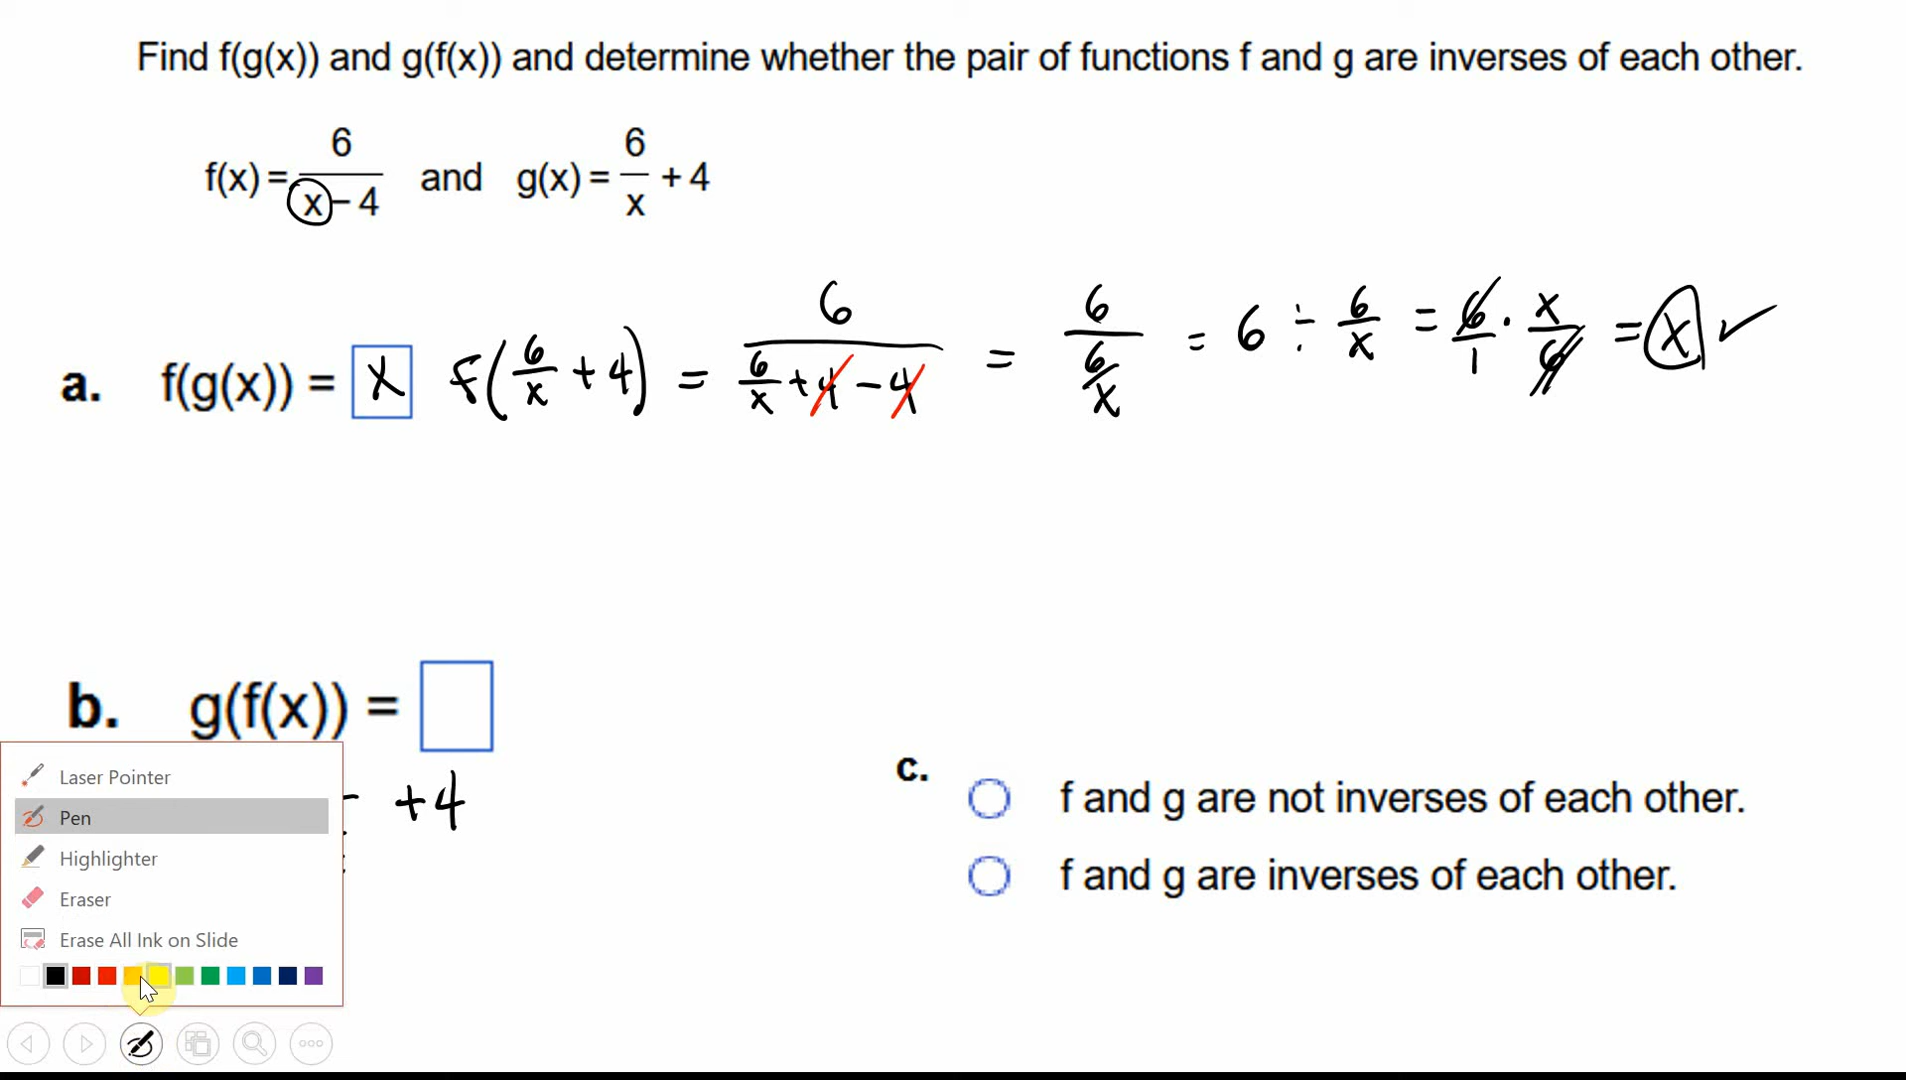 Find f(g(x)) and g(f(x)) and determine whether the pair of functions f and g are inverses of each other.
f(x) = 6/(x − 4) and g(x) = 6/x + 4
a. f(g(x)) = x f(6/x + 4) = 6/(6/x + 4 − 4) = 6/(6/x) = 6 ÷ 6/x = 6/1 · x/6 = x ✓
b. g(f(x)) =
+4
c.
f and g are not inverses of each other.
f and g are inverses of each other.
Laser Pointer
Pen
Highlighter
Eraser
Erase All Ink on Slide